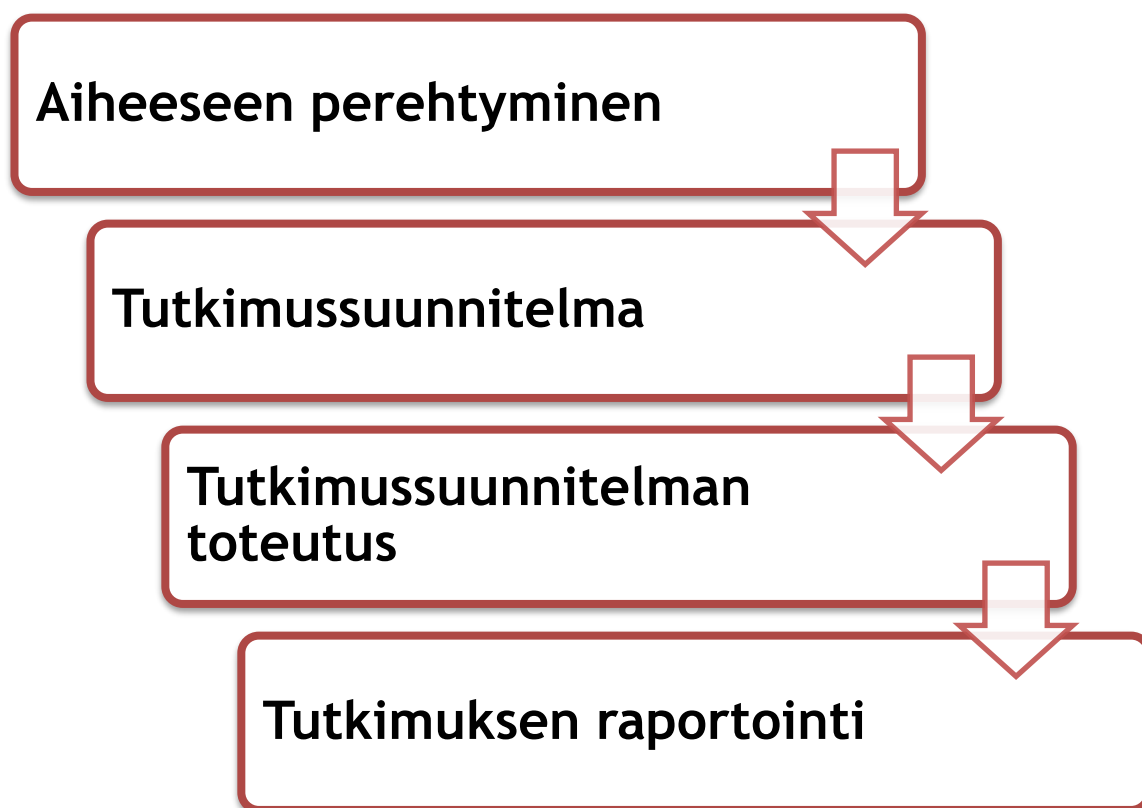 Aiheeseen perehtyminen
Tutkimussuunnitelma
Tutkimussuunnitelman
toteutus
Tutkimuksen raportointi